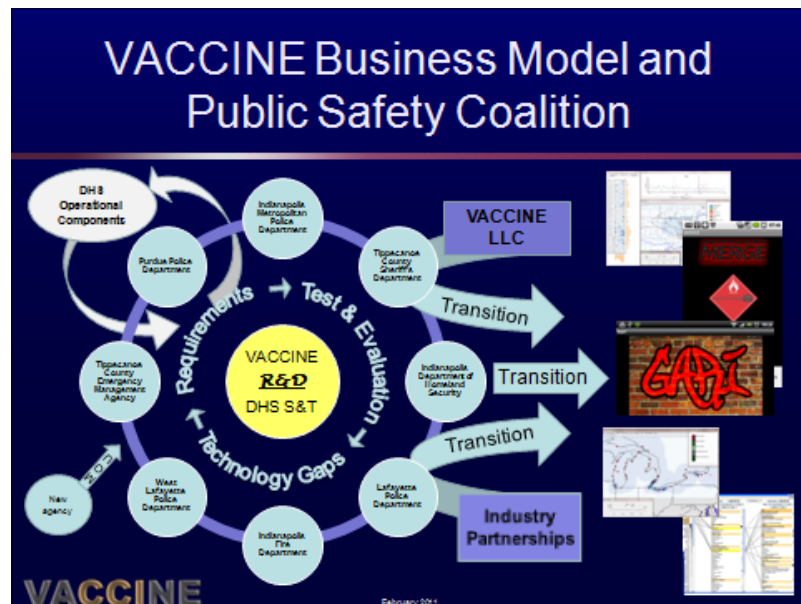 VACCINE Business Model and
Public Safety Coalition
DHS
Operational
Components
Indianapolis
Metropolitan
Police
Department
VACCINE
LLC
Purdue Police
Department
Tippecanoe
County
Sheriff's
Department
Requirements
Test & Evaluation
Technology Gaps
VACCINE
R&D
DHS S&T
Transition
Tippecanoe
County
Emergency
Management
Agency
Indianapolis
Department of
Homeland
Security
Transition
MERGE
GARI
MOU
New
agency
West
Lafayette
Police
Department
Indianapolis
Fire
Department
Lafayette
Police
Department
Transition
Industry
Partnerships
VACCINE
February 2011